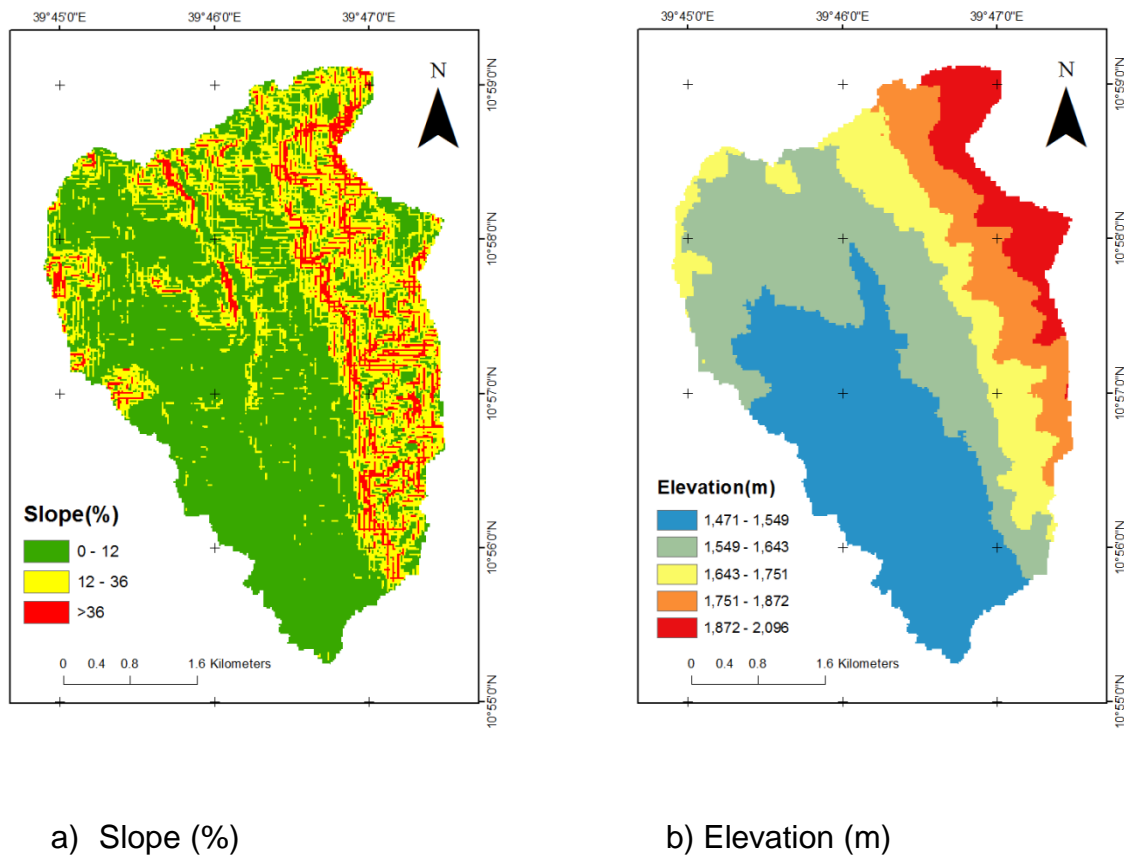 39°45'0"E 39°46'0"E 39°47'0"E
N
10°59'0"N
10°58'0"N
10°57'0"N
10°56'0"N
10°55'0"N
Slope(%)
0 - 12
12 - 36
>36
0 0.4 0.8 1.6 Kilometers
39°45'0"E 39°46'0"E 39°47'0"E
N
10°59'0"N
10°58'0"N
10°57'0"N
10°56'0"N
10°55'0"N
Elevation(m)
1,471 - 1,549
1,549 - 1,643
1,643 - 1,751
1,751 - 1,872
1,872 - 2,096
0 0.4 0.8 1.6 Kilometers
a) Slope (%)
b) Elevation (m)